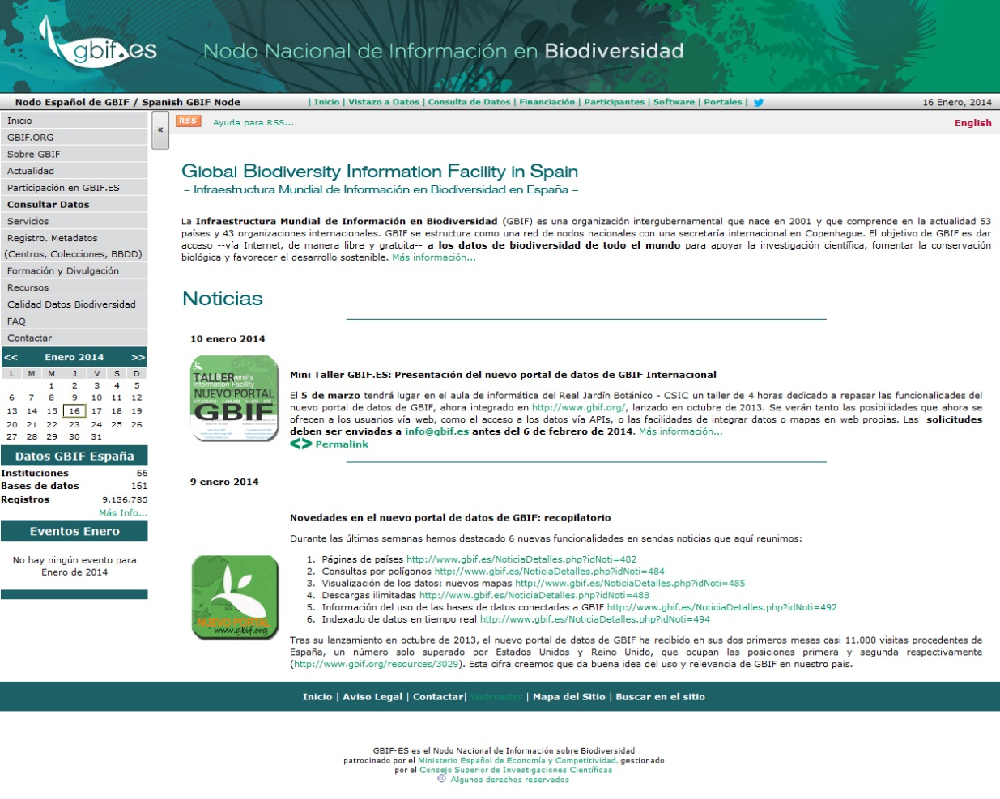 gbif.es
Nodo Nacional de Información en Biodiversidad
Nodo Español de GBIF / Spanish GBIF Node
| Inicio | Vistazo a Datos | Consulta de Datos | Financiación | Participantes | Software | Portales |
16 Enero, 2014
Inicio
GBIF.ORG
Sobre GBIF
Actualidad
Participación en GBIF.ES
Consultar Datos
Servicios
Registro. Metadatos
(Centros, Colecciones, BBDD)
Formación y Divulgación
Recursos
Calidad Datos Biodiversidad
FAQ
Contactar
<< Enero 2014 >>
L M M J V S D
1 2 3 4 5
6 7 8 9 10 11 12
13 14 15 16 17 18 19
20 21 22 23 24 25 26
27 28 29 30 31
Datos GBIF España
Instituciones 66
Bases de datos 161
Registros 9.136.785
Más Info...
Eventos Enero
No hay ningún evento para
Enero de 2014
«
RSS Ayuda para RSS...
English
Global Biodiversity Information Facility in Spain
– Infraestructura Mundial de Información en Biodiversidad en España –
La Infraestructura Mundial de Información en Biodiversidad (GBIF) es una organización intergubernamental que nace en 2001 y que comprende en la actualidad 53
países y 43 organizaciones internacionales. GBIF se estructura como una red de nodos nacionales con una secretaría internacional en Copenhague. El objetivo de GBIF es dar
acceso --vía Internet, de manera libre y gratuita-- a los datos de biodiversidad de todo el mundo para apoyar la investigación científica, fomentar la conservación
biológica y favorecer el desarrollo sostenible. Más información...
Noticias
10 enero 2014
TALLER
Information Facility
NUEVO PORTAL
GBIF
Mini Taller GBIF.ES: Presentación del nuevo portal de datos de GBIF Internacional
El 5 de marzo tendrá lugar en el aula de informática del Real Jardín Botánico - CSIC un taller de 4 horas dedicado a repasar las funcionalidades del
nuevo portal de datos de GBIF, ahora integrado en http://www.gbif.org/, lanzado en octubre de 2013. Se verán tanto las posibilidades que ahora se
ofrecen a los usuarios vía web, como el acceso a los datos vía APIs, o las facilidades de integrar datos o mapas en web propias. Las solicitudes
deben ser enviadas a info@gbif.es antes del 6 de febrero de 2014. Más información...
<> Permalink
9 enero 2014
NUEVO PORTAL
www.gbif.org
Novedades en el nuevo portal de datos de GBIF: recopilatorio
Durante las últimas semanas hemos destacado 6 nuevas funcionalidades en sendas noticias que aquí reunimos:
1. Páginas de países http://www.gbif.es/NoticiaDetalles.php?idNoti=482
2. Consultas por polígonos http://www.gbif.es/NoticiaDetalles.php?idNoti=484
3. Visualización de los datos: nuevos mapas http://www.gbif.es/NoticiaDetalles.php?idNoti=485
4. Descargas ilimitadas http://www.gbif.es/NoticiaDetalles.php?idNoti=488
5. Información del uso de las bases de datos conectadas a GBIF http://www.gbif.es/NoticiaDetalles.php?idNoti=492
6. Indexado de datos en tiempo real http://www.gbif.es/NoticiaDetalles.php?idNoti=494
Tras su lanzamiento en octubre de 2013, el nuevo portal de datos de GBIF ha recibido en sus dos primeros meses casi 11.000 visitas procedentes de
España, un número solo superado por Estados Unidos y Reino Unido, que ocupan las posiciones primera y segunda respectivamente
(http://www.gbif.org/resources/3029). Esta cifra creemos que da buena idea del uso y relevancia de GBIF en nuestro país.
Inicio | Aviso Legal | Contactar| Webmaster | Mapa del Sitio | Buscar en el sitio
GBIF-ES es el Nodo Nacional de Información sobre Biodiversidad
patrocinado por el Ministerio Español de Economía y Competitividad, gestionado
por el Consejo Superior de Investigaciones Científicas
Algunos derechos reservados